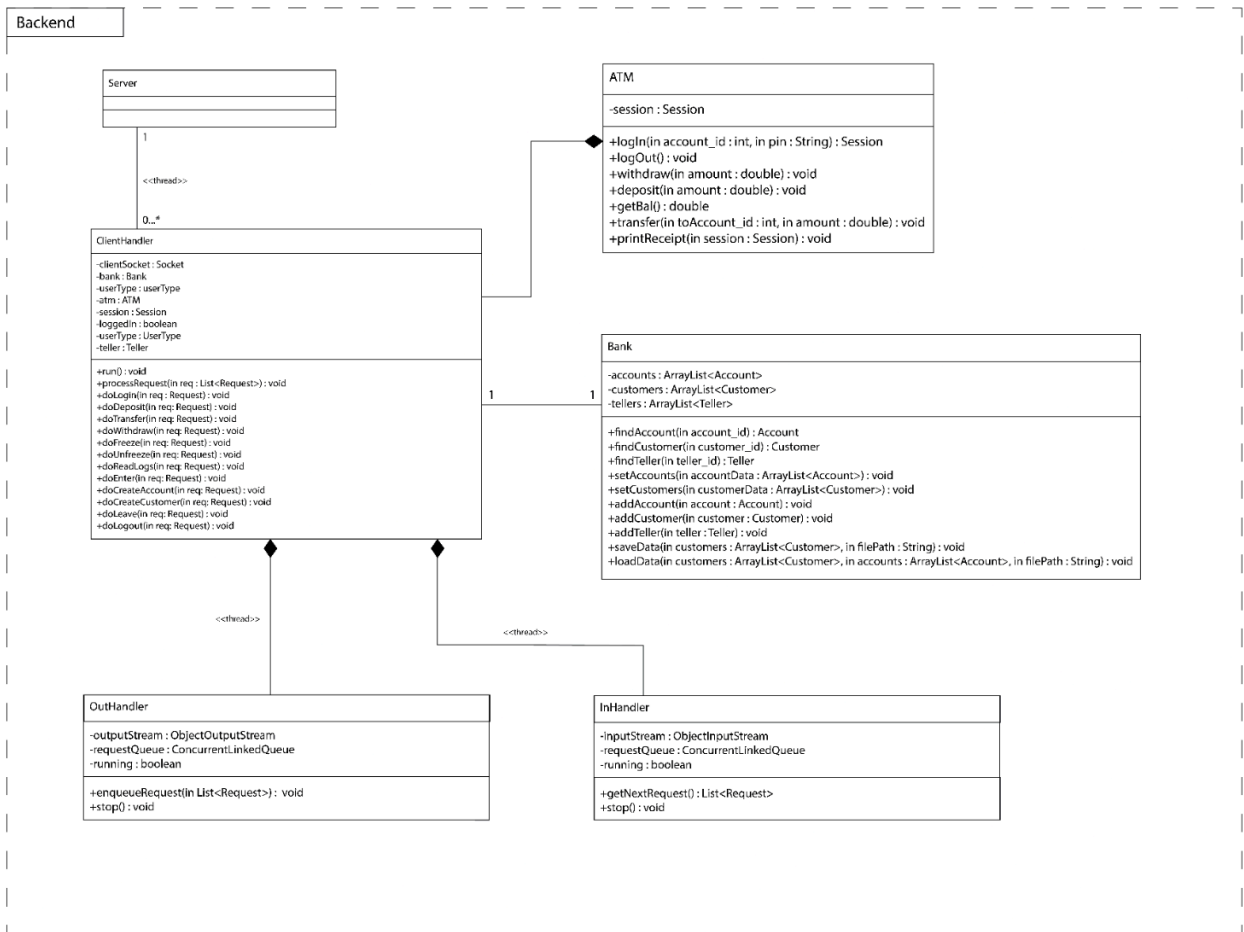 Backend
Server
1
<<thread>>
0...*
ClientHandler
-clientSocket : Socket
-bank : Bank
-userType : userType
-atm : ATM
-session : Session
-loggedIn : boolean
-userType : UserType
-teller : Teller
+run() : void
+processRequest(in req : List<Request>) : void
+doLogin(in req : Request) : void
+doDeposit(in req: Request) : void
+doTransfer(in req: Request) : void
+doWithdraw(in req: Request) : void
+doFreeze(in req: Request) : void
+doUnfreeze(in req: Request) : void
+doReadLogs(in req: Request) : void
+doEnter(in req: Request) : void
+doCreateAccount(in req: Request) : void
+doCreateCustomer(in req: Request) : void
+doLeave(in req: Request) : void
+doLogout(in req: Request) : void
ATM
-session : Session
+logIn(in account_id : int, in pin : String) : Session
+logOut() : void
+withdraw(in amount : double) : void
+deposit(in amount : double) : void
+getBal() : double
+transfer(in toAccount_id : int, in amount : double) : void
+printReceipt(in session : Session) : void
1
1
Bank
-accounts : ArrayList<Account>
-customers : ArrayList<Customer>
-tellers : ArrayList<Teller>
+findAccount(in account_id) : Account
+findCustomer(in customer_id) : Customer
+findTeller(in teller_id) : Teller
+setAccounts(in accountData : ArrayList<Account>) : void
+setCustomers(in customerData : ArrayList<Customer>) : void
+addAccount(in account : Account) : void
+addCustomer(in customer : Customer) : void
+addTeller(in teller : Teller) : void
+saveData(in customers : ArrayList<Customer>, in filePath : String) : void
+loadData(in customers : ArrayList<Customer>, in accounts : ArrayList<Account>, in filePath : String) : void
<<thread>>
<<thread>>
OutHandler
-outputStream : ObjectOutputStream
-requestQueue : ConcurrentLinkedQueue
-running : boolean
+enqueueRequest(in List<Request>) : void
+stop() : void
InHandler
-inputStream : ObjectInputStream
-requestQueue : ConcurrentLinkedQueue
-running : boolean
+getNextRequest() : List<Request>
+stop() : void